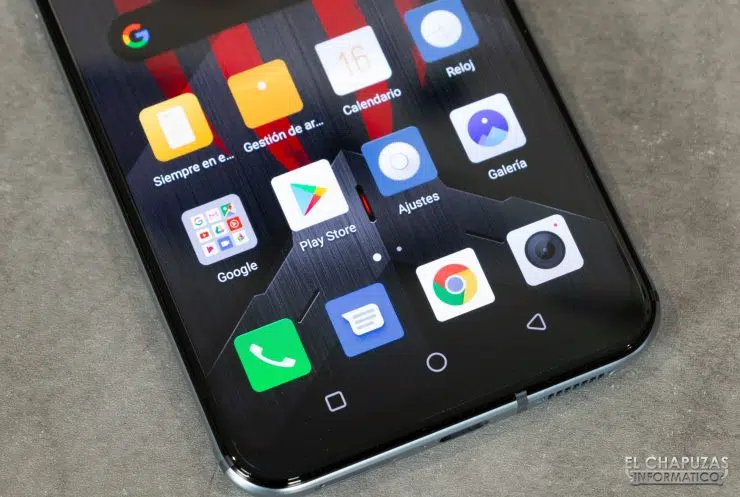 G
16
Reloj
Calendario
Gestión de ar...
Siempre en e...
Galería
Ajustes
Play Store
Google
EL CHAPUZAS
INFORMÁTICO